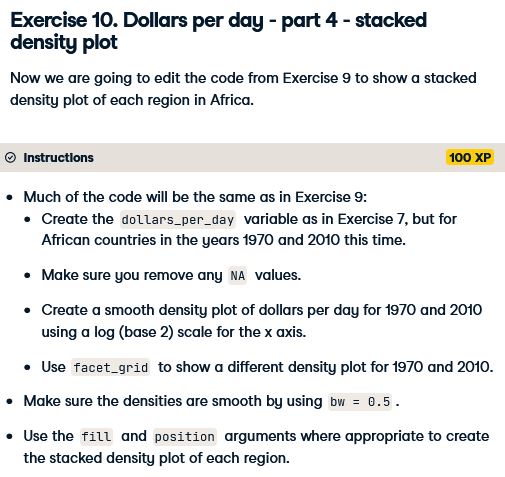 Exercise 10. Dollars per day - part 4 - stacked
density plot
Now we are going to edit the code from Exercise 9 to show a stacked
density plot of each region in Africa.
Instructions
100 XP
• Much of the code will be the same as in Exercise 9:
• Create the dollars_per_day variable as in Exercise 7, but for
African countries in the years 1970 and 2010 this time.
• Make sure you remove any NA values.
• Create a smooth density plot of dollars per day for 1970 and 2010
using a log (base 2) scale for the x axis.
• Use facet_grid to show a different density plot for 1970 and 2010.
• Make sure the densities are smooth by using bw = 0.5 .
• Use the fill and position arguments where appropriate to create
the stacked density plot of each region.